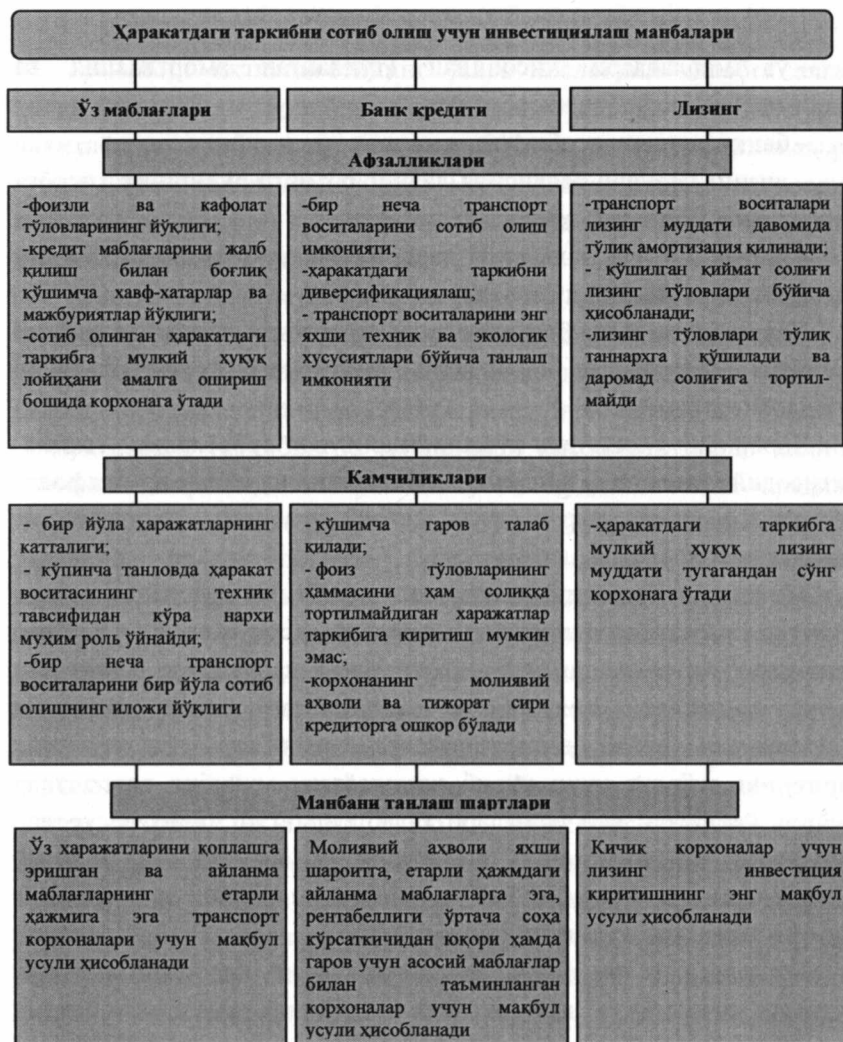 Ҳаракатдаги таркибни сотиб олиш учун инвестициялаш манбалари
Ўз маблағлари
Банк кредити
Лизинг
Афзалликлари
-фоизли ва кафолат
тўловларининг йўқлиги;
-кредит маблағларини жалб
қилиш билан боғлиқ
қўшимча хавф-хатарлар ва
мажбуриятлар йўқлиги;
-сотиб олинган ҳаракатдаги
таркибга мулкий ҳуқуқ
лойиҳани амалга ошириш
бошида корхонага ўтади
-бир неча транспорт
воситаларини сотиб олиш
имконияти;
-ҳаракатдаги таркибни
диверсификациялаш;
- транспорт воситаларини энг
яхши техник ва экологик
хусусиятлари бўйича танлаш
имконияти
-транспорт воситалари
лизинг муддати давомида
тўлиқ амортизация қилинади;
- қўшилган қиймат солиғи
лизинг тўловлари бўйича
ҳисобланади;
-лизинг тўловлари тўлиқ
таннархга қўшилади ва
даромад солиғига тортил-
майди
Камчиликлари
- бир йўла харажатларнинг
катталиги;
- кўпинча танловда ҳаракат
воситасининг техник
тавсифидан кўра нархи
муҳим роль ўйнайди;
-бир неча транспорт
воситаларини бир йўла сотиб
олишнинг иложи йўқлиги
- қўшимча гаров талаб
қилади;
- фоиз тўловларининг
ҳаммасини ҳам солиққа
тортилмайдиган харажатлар
таркибига киритиш мумкин
эмас;
-корхонанинг молиявий
аҳволи ва тижорат сири
кредиторга ошкор бўлади
-ҳаракатдаги таркибга
мулкий ҳуқуқ лизинг
муддати тугагандан сўнг
корхонага ўтади
Манбани танлаш шартлари
Ўз харажатларини қоплашга
эришган ва айланма
маблағларнинг етарли
ҳажмига эга транспорт
корхоналари учун мақбул
усули ҳисобланади
Молиявий аҳволи яхши
шароитга, етарли ҳажмдаги
айланма маблағларга эга,
рентабеллиги ўртача соҳа
кўрсаткичидан юқори ҳамда
гаров учун асосий маблағлар
билан таъминланган
корхоналар учун мақбул
усули ҳисобланади
Кичик корхоналар учун
лизинг инвестиция
киритишнинг энг мақбул
усули ҳисобланади